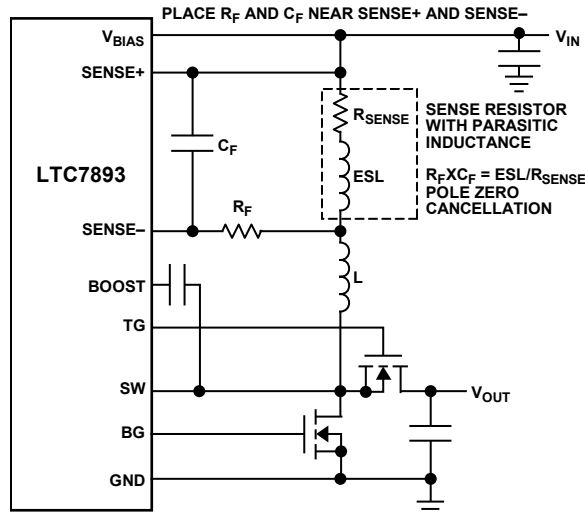 PLACE RF AND CF NEAR SENSE+ AND SENSE–
VBIAS
VIN
SENSE+
RSENSE
SENSE RESISTOR
WITH PARASITIC
INDUCTANCE
CF
LTC7893
ESL
RFXCF = ESL/RSENSE
POLE ZERO
CANCELLATION
RF
SENSE–
BOOST
L
TG
SW
VOUT
BG
GND